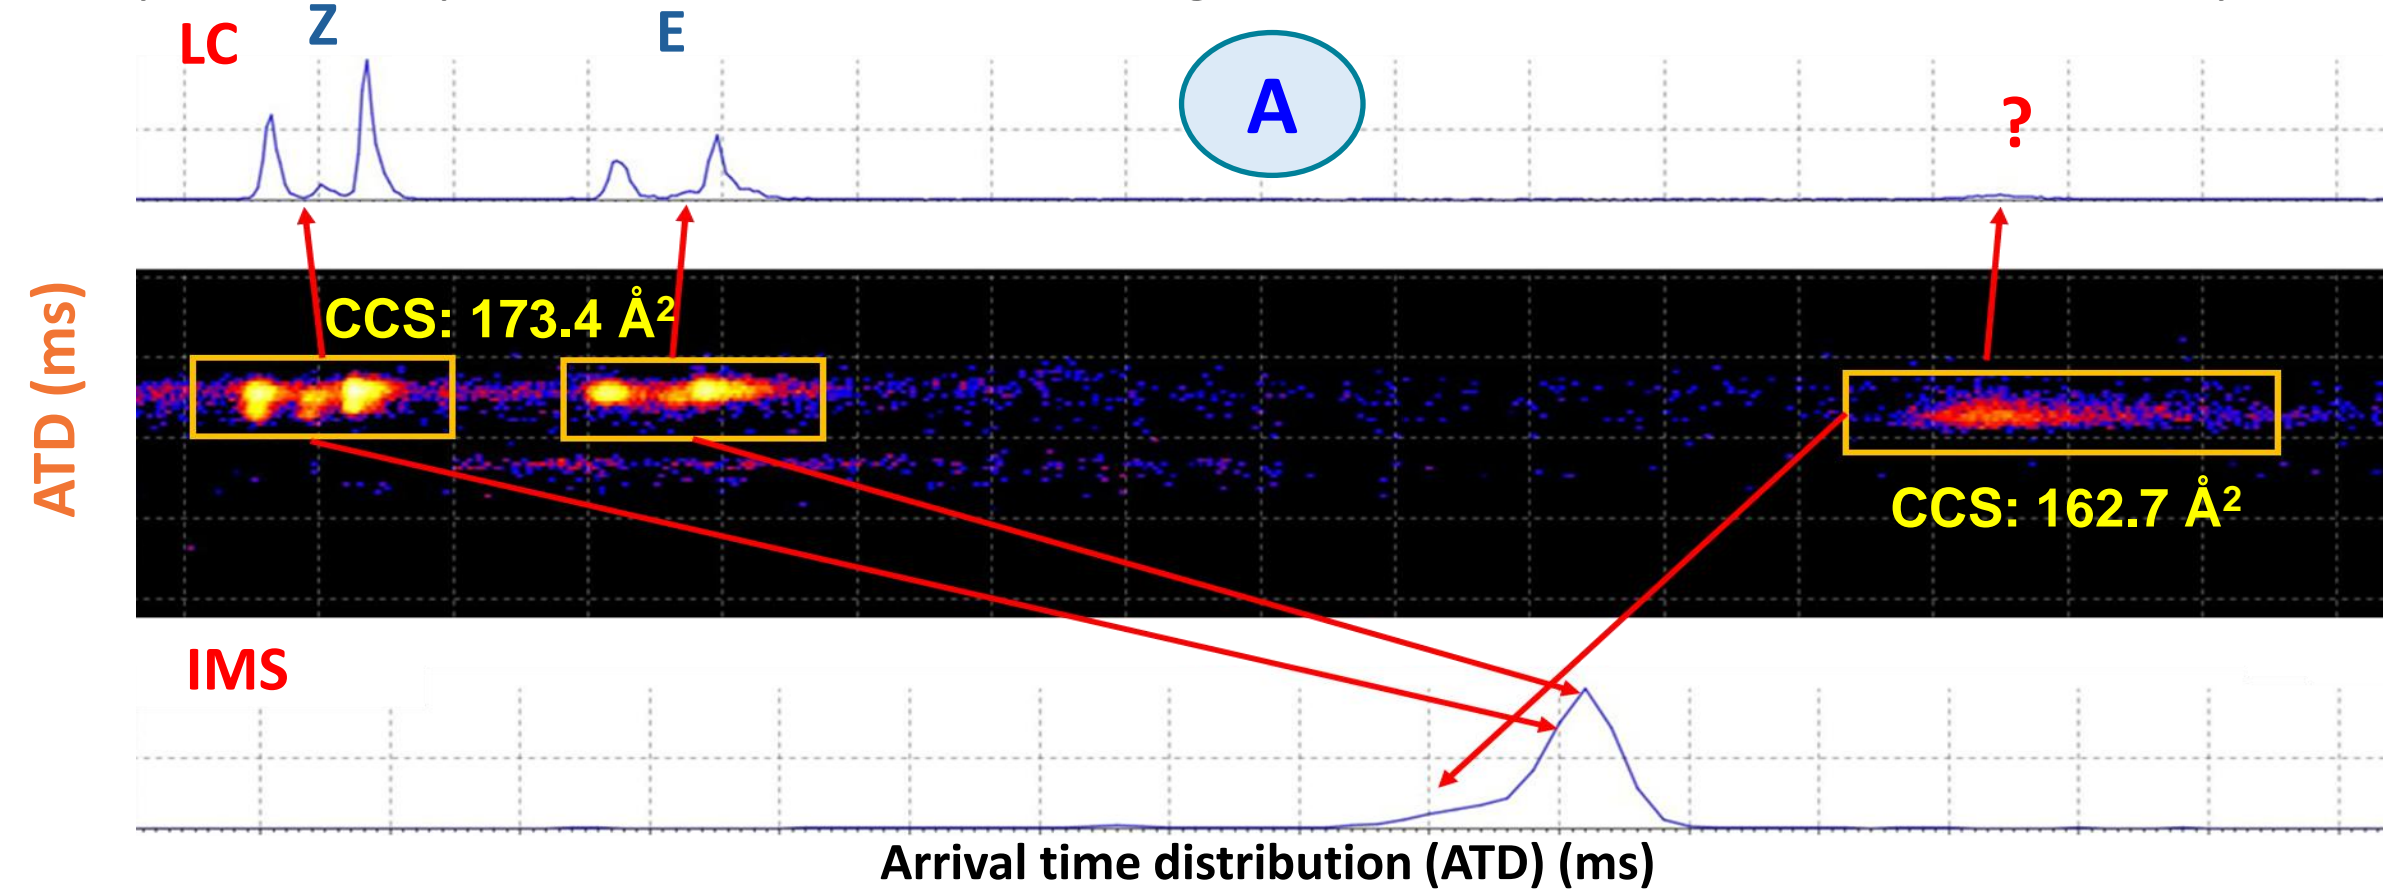 LC
Z
E
A
?
ATD (ms)
CCS: 173.4 Å²
CCS: 162.7 Å²
IMS
Arrival time distribution (ATD) (ms)